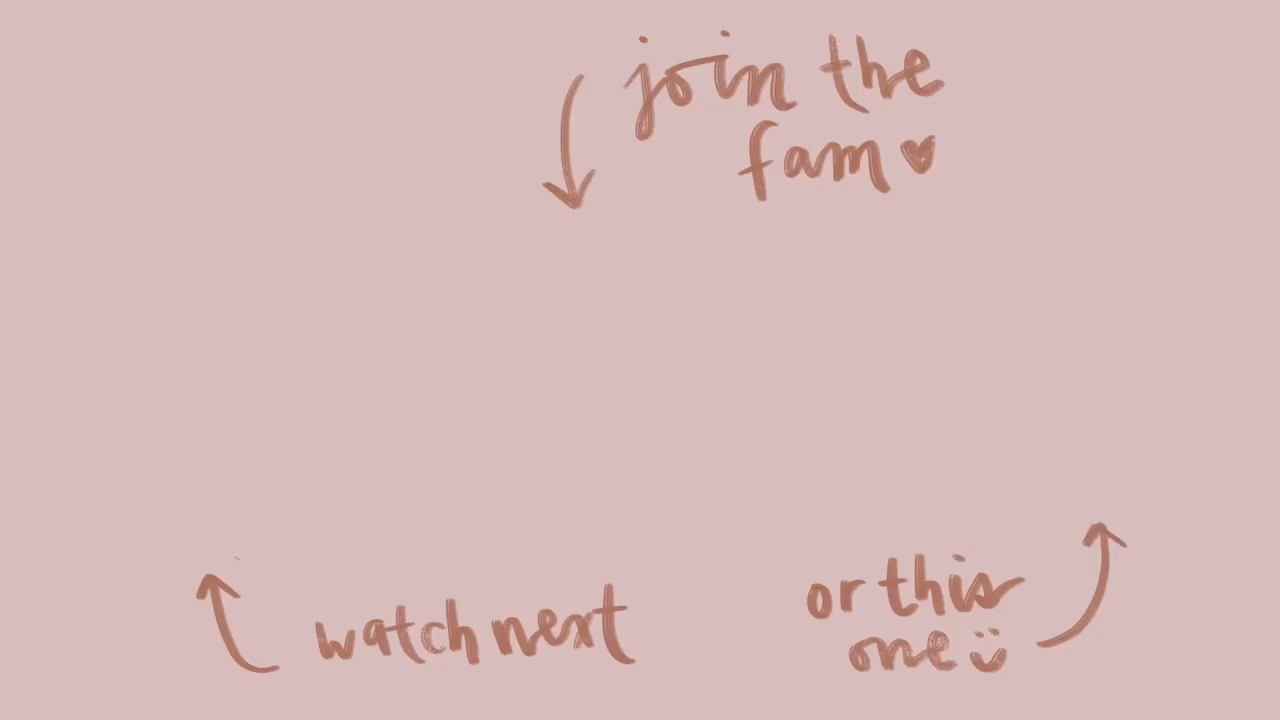 join the
fam ♥
watch next
or this
one ü